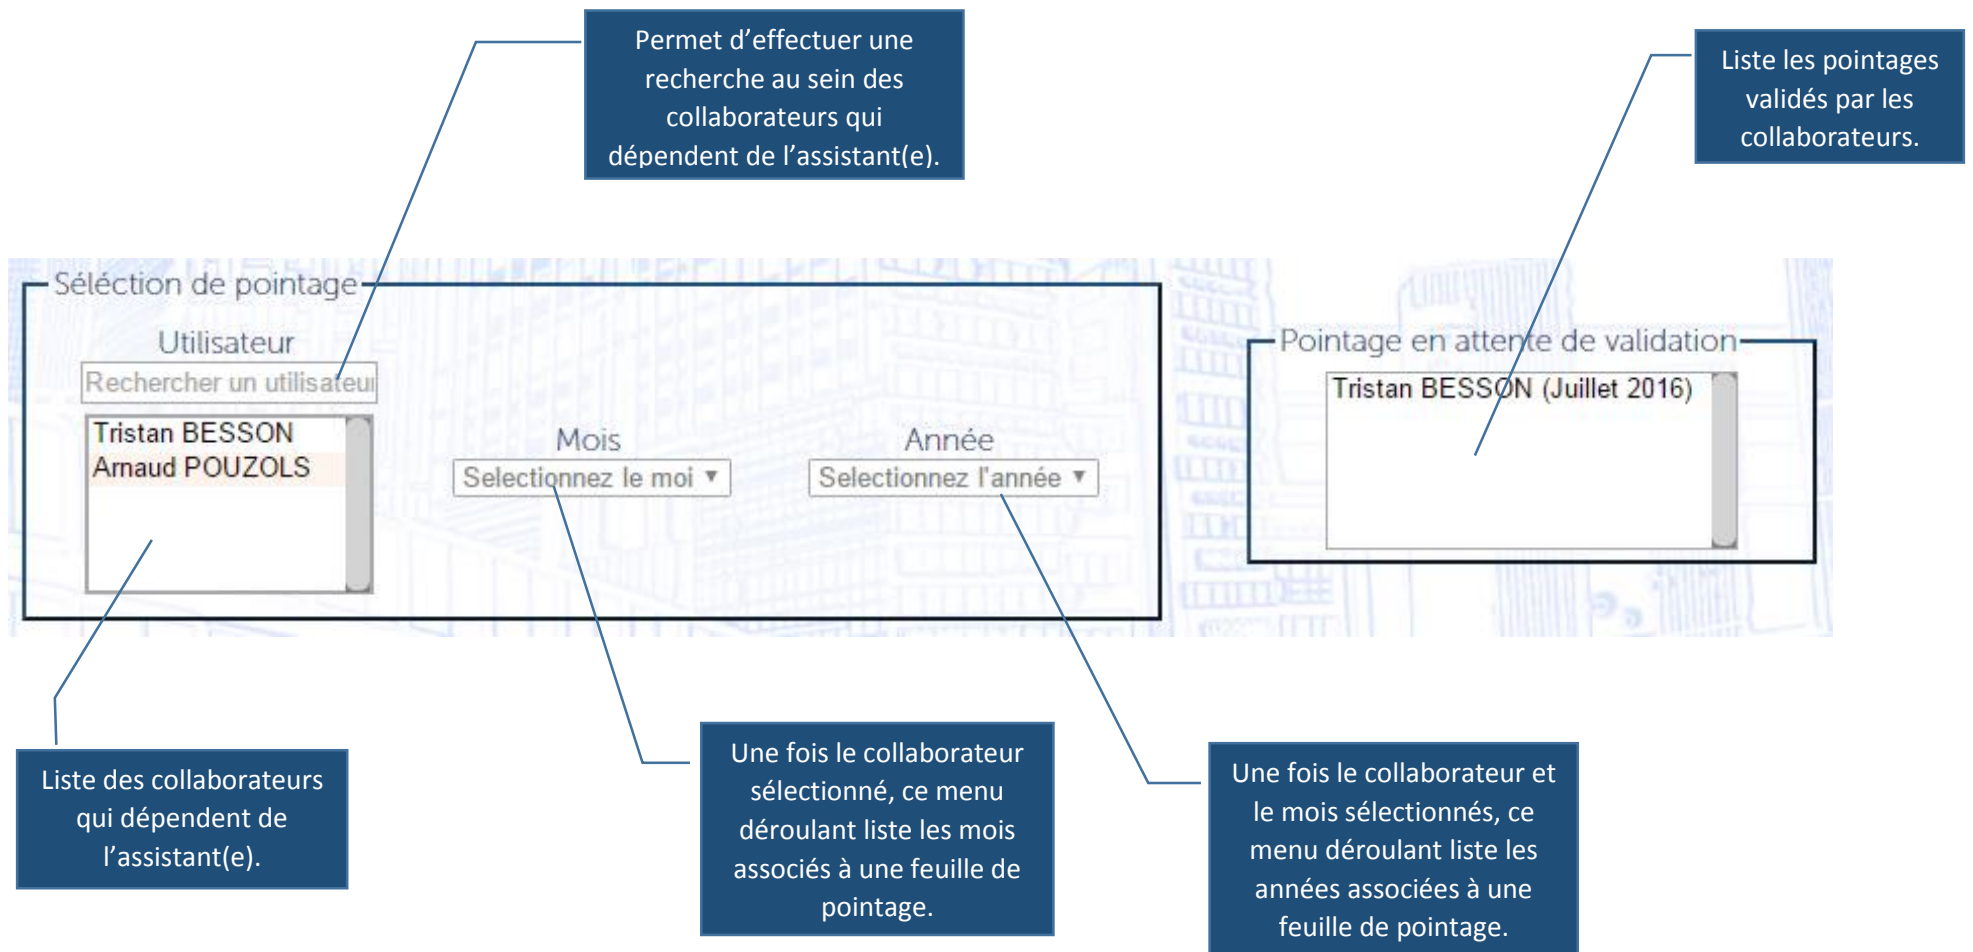 Permet d’effectuer une
recherche au sein des
collaborateurs qui
dépendent de l’assistant(e).
Liste les pointages
validés par les
collaborateurs.
Séléction de pointage
Utilisateur
Rechercher un utilisateur
Tristan BESSON
Arnaud POUZOLS
Mois
Selectionnez le moi
Année
Selectionnez l'année
Pointage en attente de validation
Tristan BESSON (Juillet 2016)
Liste des collaborateurs
qui dépendent de
l’assistant(e).
Une fois le collaborateur
sélectionné, ce menu
déroulant liste les mois
associés à une feuille de
pointage.
Une fois le collaborateur et
le mois sélectionnés, ce
menu déroulant liste les
années associées à une
feuille de pointage.